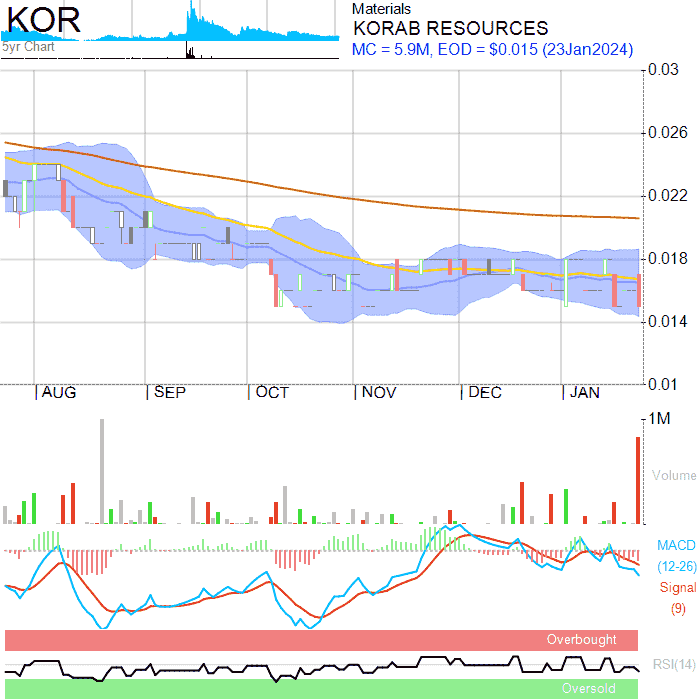 KOR
5yr Chart
Materials
KORAB RESOURCES
MC = 5.9M, EOD = $0.015 (23Jan2024)
0.03
0.026
0.022
0.018
0.014
0.01
AUG SEP OCT NOV DEC JAN
1M
Volume
MACD
(12-26)
Signal
(9)
Overbought
RSI(14)
Oversold